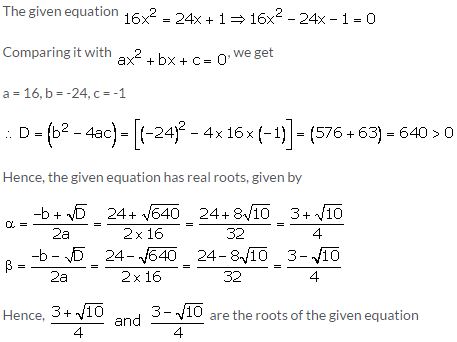 The given equation 16x² = 24x + 1 ⇒ 16x² − 24x − 1 = 0
Comparing it with ax² + bx + c = 0, we get
a = 16, b = -24, c = -1
∴ D = (b² − 4ac) = [(−24)² − 4 x 16 x (−1)] = (576 + 63) = 640 > 0
Hence, the given equation has real roots, given by
α = (−b + √D)/2a = (24 + √640)/(2 x 16) = (24 + 8√10)/32 = (3 + √10)/4
β = (−b − √D)/2a = (24 − √640)/(2 x 16) = (24 − 8√10)/32 = (3 − √10)/4
Hence, (3 + √10)/4 and (3 − √10)/4 are the roots of the given equation